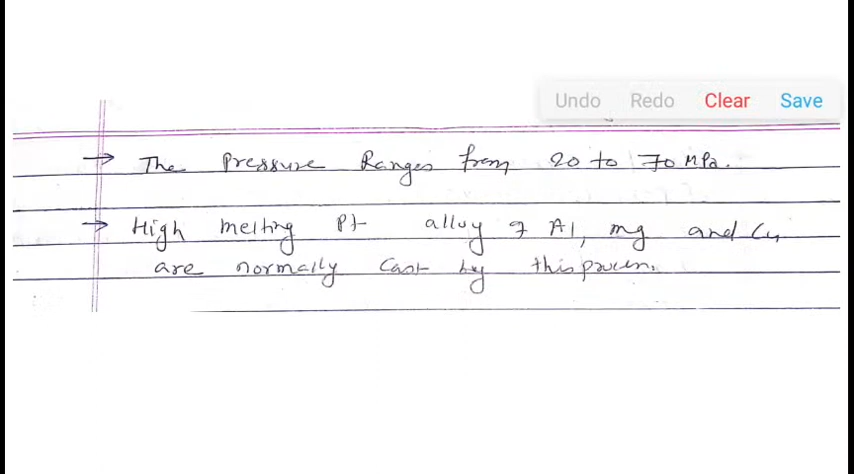 Undo Redo Clear Save
→ The Pressure Ranges from 20 to 70 MPa.
→ High melting Pt alloy of Al, mg and Cu
are normally Cast by this process.